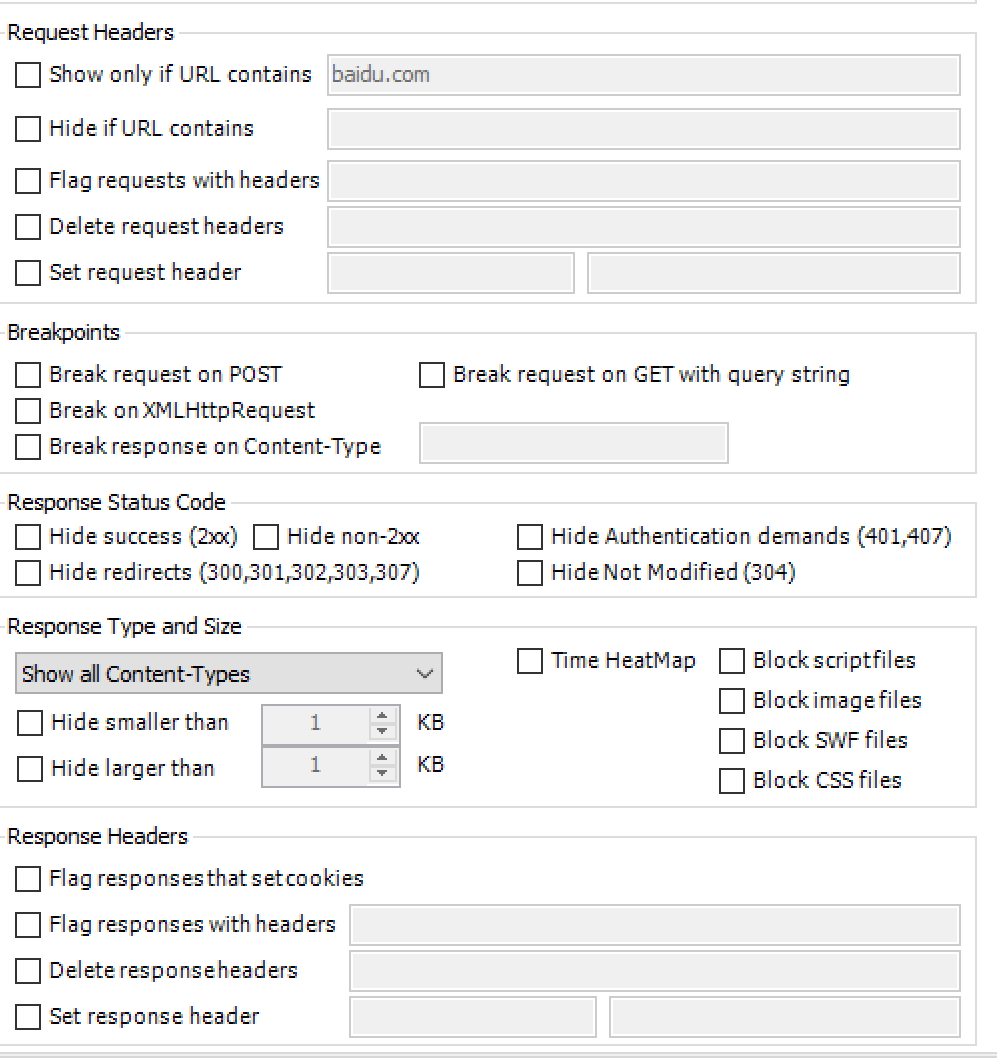 Request Headers
Show only if URL contains baidu.com
Hide if URL contains
Flag requests with headers
Delete request headers
Set request header
Breakpoints
Break request on POST Break request on GET with query string
Break on XMLHttpRequest
Break response on Content-Type
Response Status Code
Hide success (2xx) Hide non-2xx Hide Authentication demands (401,407)
Hide redirects (300,301,302,303,307) Hide Not Modified (304)
Response Type and Size
Show all Content-Types Time HeatMap Block script files
Block image files
Hide smaller than 1 KB
Block SWF files
Hide larger than 1 KB
Block CSS files
Response Headers
Flag responses that set cookies
Flag responses with headers
Delete response headers
Set response header